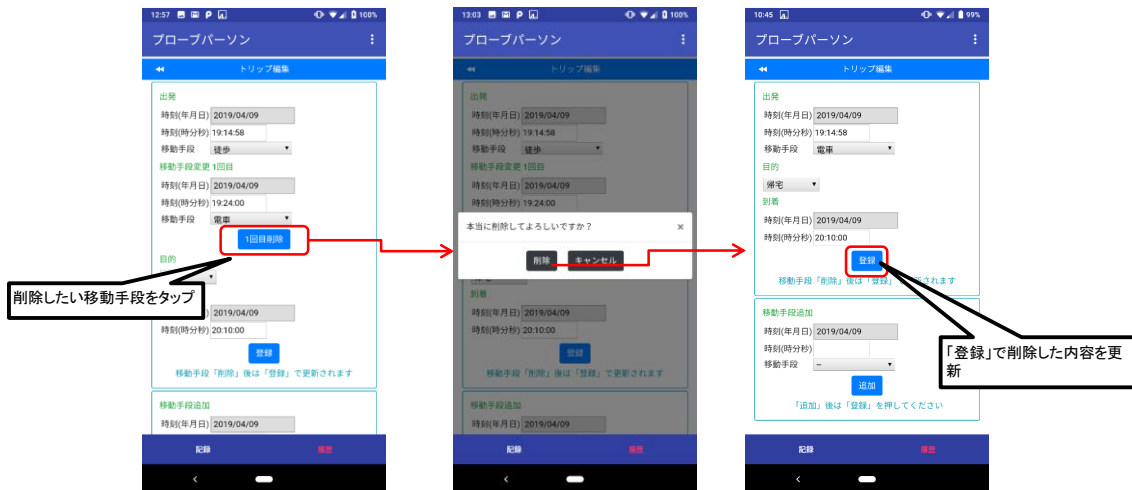 12:57
100%
プローブパーソン
トリップ編集
出発
時刻(年月日) 2019/04/09
時刻(時分秒) 19:14:58
移動手段 徒歩
移動手段変更 1回目
時刻(年月日) 2019/04/09
時刻(時分秒) 19:24:00
移動手段 電車
1回目削除
目的
削除したい移動手段をタップ
2019/04/09
時刻(時分秒) 20:10:00
登録
移動手段「削除」後は「登録」で更新されます
移動手段追加
時刻(年月日) 2019/04/09
記録
履歴
13:03
100%
プローブパーソン
トリップ編集
出発
時刻(年月日) 2019/04/09
時刻(時分秒) 19:14:58
移動手段 徒歩
移動手段変更 1回目
時刻(年月日) 2019/04/09
時刻(時分秒) 19:24:00
本当に削除してよろしいですか？ ×
削除 キャンセル
帰宅
到着
時刻(年月日) 2019/04/09
時刻(時分秒) 20:10:00
登録
移動手段「削除」後は「登録」で更新されます
移動手段追加
時刻(年月日) 2019/04/09
記録
履歴
10:45
99%
プローブパーソン
トリップ編集
出発
時刻(年月日) 2019/04/09
時刻(時分秒) 19:14:58
移動手段 電車
目的
帰宅
到着
時刻(年月日) 2019/04/09
時刻(時分秒) 20:10:00
登録
移動手段「削除」後は「登録」 新されます
移動手段追加
時刻(年月日) 2019/04/09
時刻(時分秒)
移動手段 --
追加
「追加」後は「登録」を押してください
「登録」で削除した内容を更
新
記録
履歴